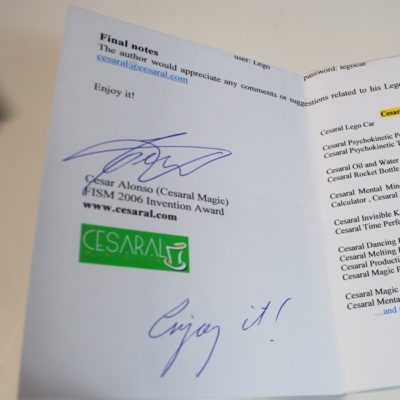 user: Lego
password: legocar
Final notes
The author would appreciate any comments or suggestions related to his Lego
cesaral@cesaral.com
Enjoy it!
Cesar Alonso (Cesaral Magic)
FISM 2006 Invention Award
www.cesaral.com
CESARAL
Enjoy it!
Cesaral Lego Car
Cesaral Psychokinetic
Cesaral Psychokinetic
Cesaral Oil and Water
Cesaral Rocket Bottle
Cesaral Mental
Calculator , Cesaral
Cesaral Invisible
Cesaral Time
Cesaral Dancing
Cesaral Melting
Cesaral
Cesaral Magic
Cesaral Magic
Cesaral
...and